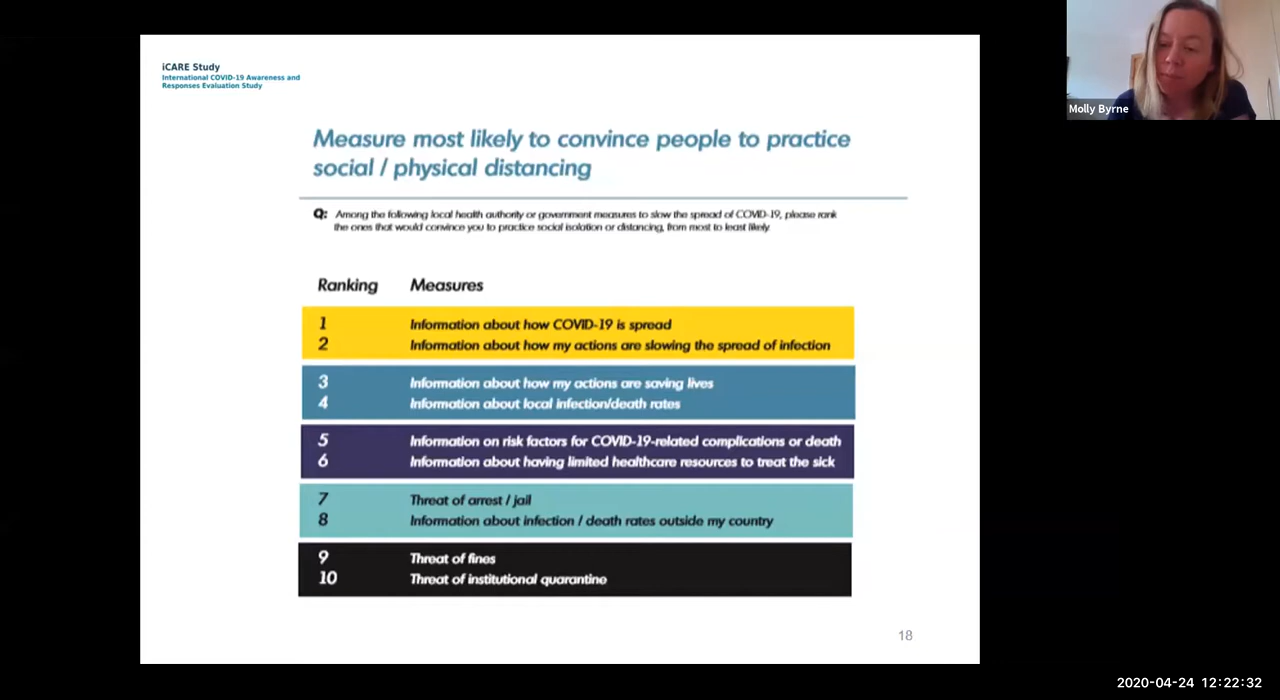 iCARE Study
International COVID-19 Awareness and
Responses Evaluation Study
Molly Byrne
Measure most likely to convince people to practice
social / physical distancing
Q: Among the following local health authority or government measures to slow the spread of COVID-19, please rank
the ones that would convince you to practice social isolation or distancing, from most to least likely
Ranking Measures
1 Information about how COVID-19 is spread
2 Information about how my actions are slowing the spread of infection
3 Information about how my actions are saving lives
4 Information about local infection/death rates
5 Information on risk factors for COVID-19-related complications or death
6 Information about having limited healthcare resources to treat the sick
7 Threat of arrest / jail
8 Information about infection / death rates outside my country
9 Threat of fines
10 Threat of institutional quarantine
18
2020-04-24 12:22:32